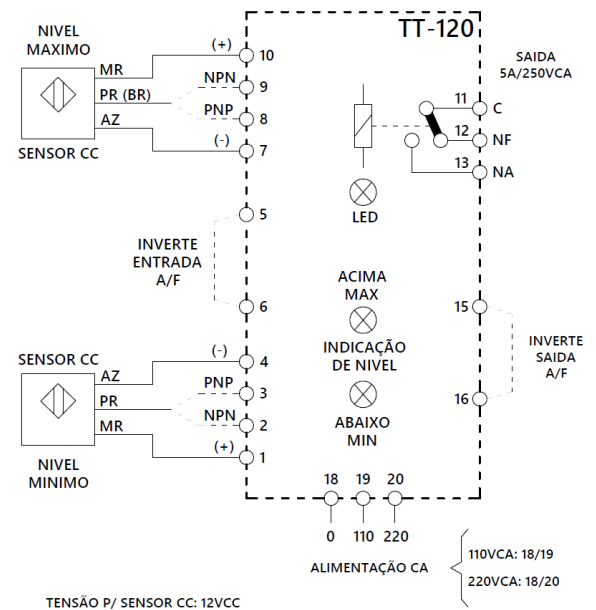 TT-120
NIVEL
MAXIMO
MR
PR (BR)
AZ
SENSOR CC
(+)
NPN
PNP
(-)
10
9
8
7
SAIDA
5A/250VCA
11
C
12
NF
13
NA
LED
5
INVERTE
ENTRADA
A/F
6
ACIMA
MAX
INDICAÇÃO
DE NIVEL
ABAIXO
MIN
15
INVERTE
SAIDA
A/F
16
SENSOR CC
AZ
PR
MR
(-)
PNP
NPN
(+)
4
3
2
1
NIVEL
MINIMO
18 19 20
0 110 220
ALIMENTAÇÃO CA
110VCA: 18/19
220VCA: 18/20
TENSÃO P/ SENSOR CC: 12VCC